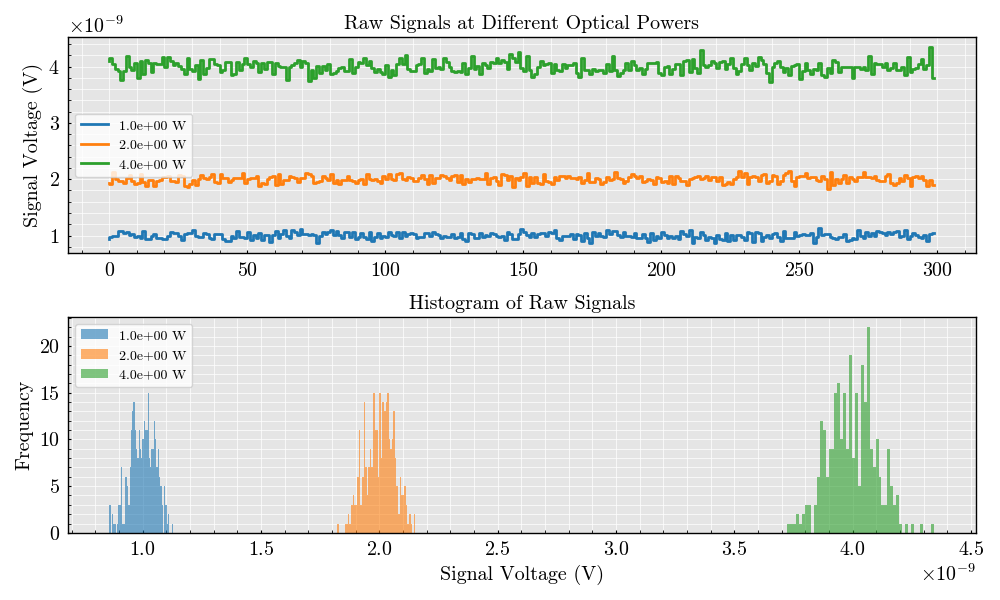 Raw Signals at Different Optical Powers
×10⁻⁹
Signal Voltage (V)
4
3
2
1
1.0e+00 W
2.0e+00 W
4.0e+00 W
0 50 100 150 200 250 300
Histogram of Raw Signals
Frequency
20
15
10
5
0
1.0e+00 W
2.0e+00 W
4.0e+00 W
1.0 1.5 2.0 2.5 3.0 3.5 4.0 4.5
Signal Voltage (V)
×10⁻⁹